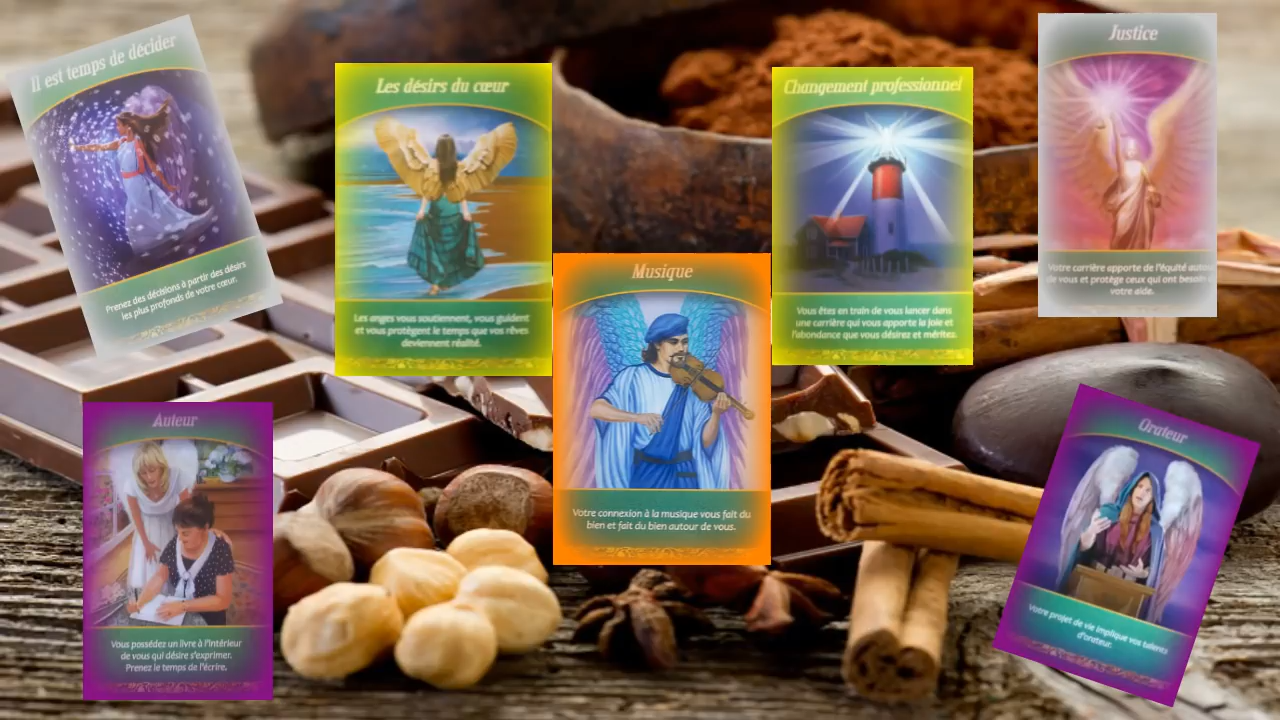 Il est temps de décider
Prenez des décisions à partir des désirs
les plus profonds de votre cœur.
Les désirs du cœur
Les anges vous soutiennent, vous guident
et vous protègent le temps que vos rêves
deviennent réalité.
Changement professionnel
Vous êtes en train de vous lancer dans
une carrière qui vous apporte la joie et
l'abondance que vous désirez et méritez.
Justice
Votre carrière apporte de l'équité autour
de vous et protège ceux qui ont besoin de
votre aide.
Musique
Votre connexion à la musique vous fait du
bien et fait du bien autour de vous.
Auteur
Vous possédez un livre à l'intérieur
de vous qui désire s'exprimer.
Prenez le temps de l'écrire.
Orateur
Votre projet de vie implique vos talents
d'orateur.